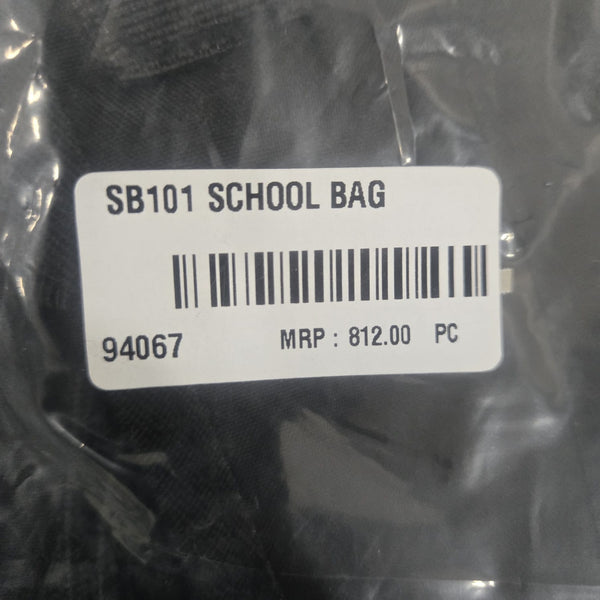 SB101 SCHOOL BAG
94067 MRP : 812.00 PC